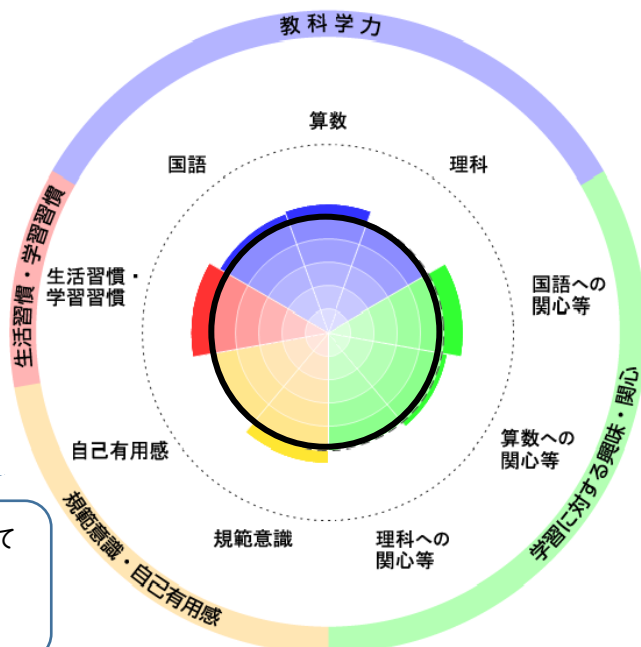 教科学力
算数
国語
理科
生活習慣・学習習慣
生活習慣・
学習習慣
国語への
関心等
自己有用感
算数への
関心等
学習に対する興味・関心
規範意識
理科への
関心等
規範意識・自己有用感
て